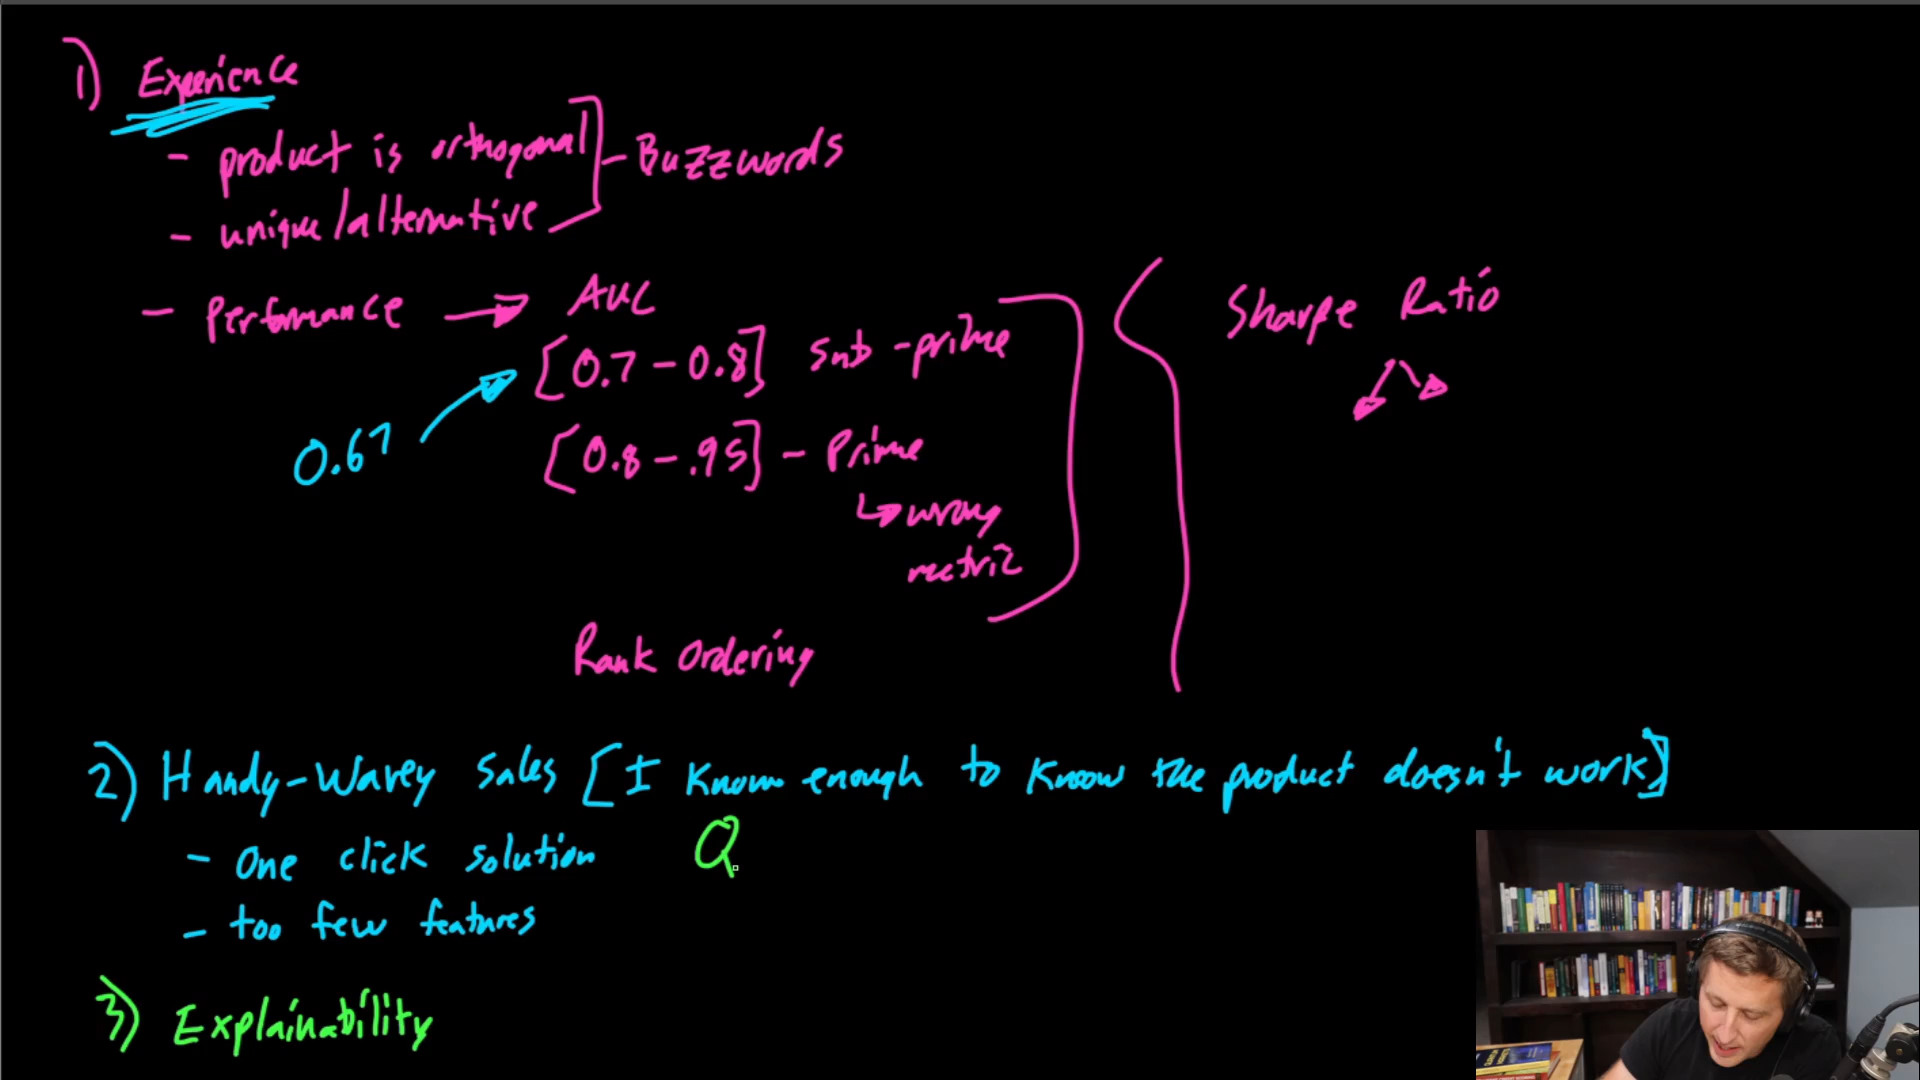 1) Experience
- product is orthogonal
- unique/alternative
- Buzzwords
- Performance → AUC
[0.7 - 0.8] sub-prime
0.67
[0.8 - .95] - Prime
↳ wrong
metric
Rank Ordering
Sharpe Ratio
2) Handy-Wavey Sales [I know enough to know the product doesn't work]
- One click solution
Q
- too few features
3) Explainability